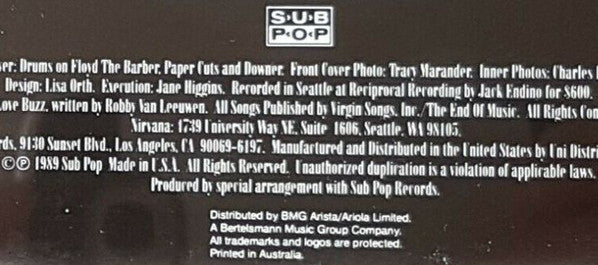 SUB
POP
ver: Drums on Floyd The Barber, Paper Cuts and Downer. Front Cover Photo: Tracy Marander. Inner Photos: Charles
Design: Lisa Orth. Execution: Jane Higgins. Recorded in Seattle at Reciprocal Recording by Jack Endino for $600.
Love Buzz, written by Robby Van Leeuwen. All Songs Published by Virgin Songs, Inc./The End Of Music. All Rights Con
Nirvana: 1739 University Way NE, Suite 1606, Seattle, WA 98105.
rds, 9130 Sunset Blvd., Los Angeles, CA 90069-6197. Manufactured and Distributed in the United States by Uni Distri
©℗ 1989 Sub Pop Made in U.S.A. All Rights Reserved. Unauthorized duplication is a violation of applicable laws.
Produced by special arrangement with Sub Pop Records.
Distributed by BMG Arista/Ariola Limited.
A Bertelsmann Music Group Company.
All trademarks and logos are protected.
Printed in Australia.